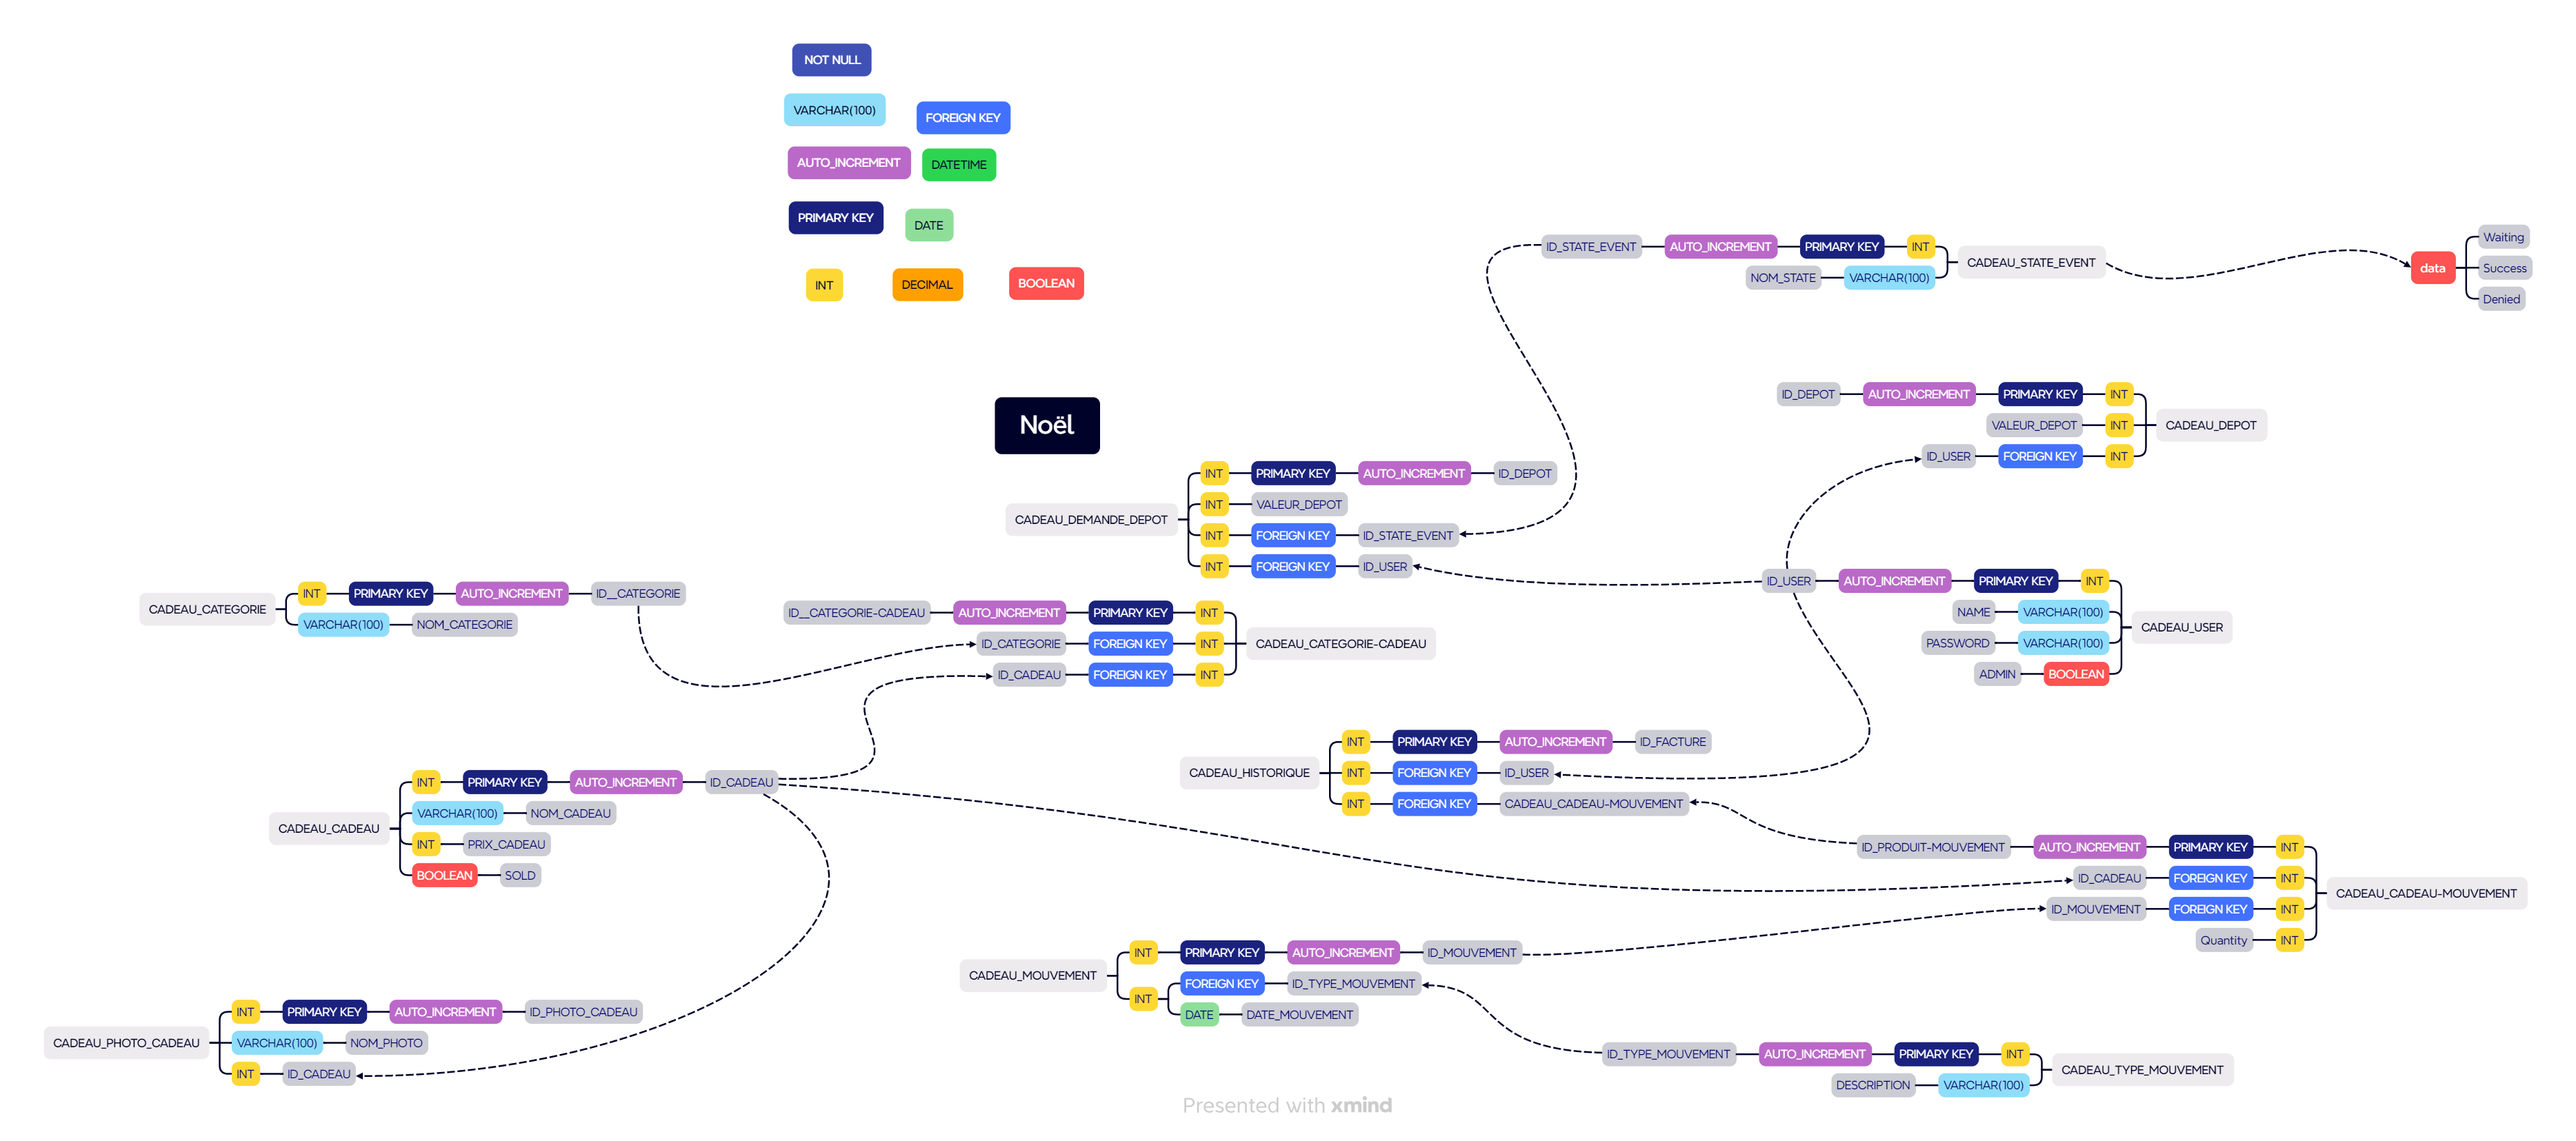 NOT NULL
VARCHAR(100)
FOREIGN KEY
AUTO_INCREMENT
DATETIME
PRIMARY KEY
DATE
INT
DECIMAL
BOOLEAN
Noël
ID_STATE_EVENT AUTO_INCREMENT PRIMARY KEY INT
NOM_STATE VARCHAR(100)
CADEAU_STATE_EVENT
data
Waiting
Success
Denied
ID_DEPOT AUTO_INCREMENT PRIMARY KEY INT
VALEUR_DEPOT INT
ID_USER FOREIGN KEY INT
CADEAU_DEPOT
CADEAU_DEMANDE_DEPOT
INT PRIMARY KEY AUTO_INCREMENT ID_DEPOT
INT VALEUR_DEPOT
INT FOREIGN KEY ID_STATE_EVENT
INT FOREIGN KEY ID_USER
ID_USER AUTO_INCREMENT PRIMARY KEY INT
NAME VARCHAR(100)
PASSWORD VARCHAR(100)
ADMIN BOOLEAN
CADEAU_USER
CADEAU_CATEGORIE
INT PRIMARY KEY AUTO_INCREMENT ID__CATEGORIE
VARCHAR(100) NOM_CATEGORIE
ID__CATEGORIE-CADEAU AUTO_INCREMENT PRIMARY KEY INT
ID_CATEGORIE FOREIGN KEY INT
ID_CADEAU FOREIGN KEY INT
CADEAU_CATEGORIE-CADEAU
CADEAU_HISTORIQUE
INT PRIMARY KEY AUTO_INCREMENT ID_FACTURE
INT FOREIGN KEY ID_USER
INT FOREIGN KEY CADEAU_CADEAU-MOUVEMENT
CADEAU_CADEAU
INT PRIMARY KEY AUTO_INCREMENT ID_CADEAU
VARCHAR(100) NOM_CADEAU
INT PRIX_CADEAU
BOOLEAN SOLD
ID_PRODUIT-MOUVEMENT AUTO_INCREMENT PRIMARY KEY INT
ID_CADEAU FOREIGN KEY INT
ID_MOUVEMENT FOREIGN KEY INT
Quantity INT
CADEAU_CADEAU-MOUVEMENT
CADEAU_MOUVEMENT
INT PRIMARY KEY AUTO_INCREMENT ID_MOUVEMENT
INT FOREIGN KEY ID_TYPE_MOUVEMENT
DATE DATE_MOUVEMENT
CADEAU_PHOTO_CADEAU
INT PRIMARY KEY AUTO_INCREMENT ID_PHOTO_CADEAU
VARCHAR(100) NOM_PHOTO
INT ID_CADEAU
ID_TYPE_MOUVEMENT AUTO_INCREMENT PRIMARY KEY INT
DESCRIPTION VARCHAR(100)
CADEAU_TYPE_MOUVEMENT
Presented with xmind